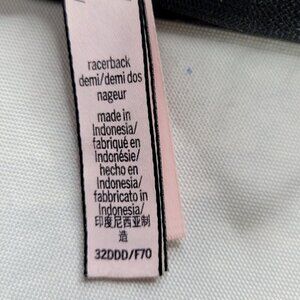 racerback
demi/demi dos
nageur
made in
Indonesia/
fabriqué en
Indonésie/
hecho en
Indonesia/
fabbricato in
Indonesia/
印度尼西亚制
造
32DDD/F70